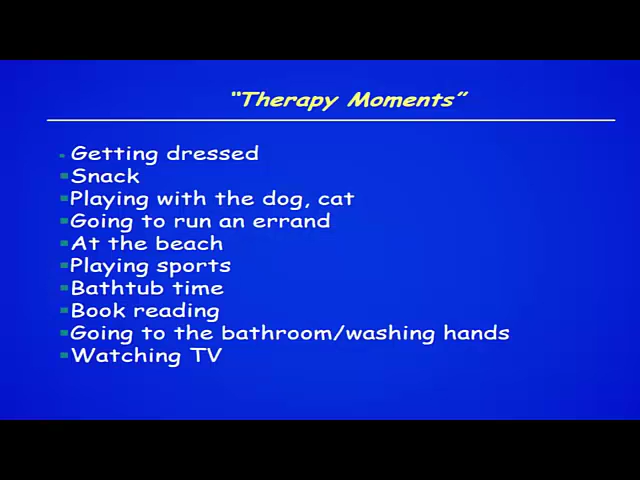 “Therapy Moments”
Getting dressed
Snack
Playing with the dog, cat
Going to run an errand
At the beach
Playing sports
Bathtub time
Book reading
Going to the bathroom/washing hands
Watching TV